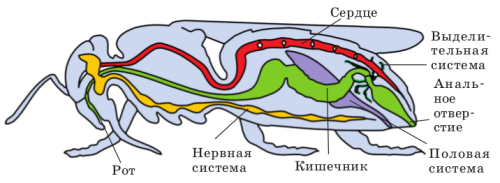 Сердце
Выдели-
тельная
система
Аналь-
ное
отвер-
стие
Половая
система
Кишечник
Нервная
система
Рот